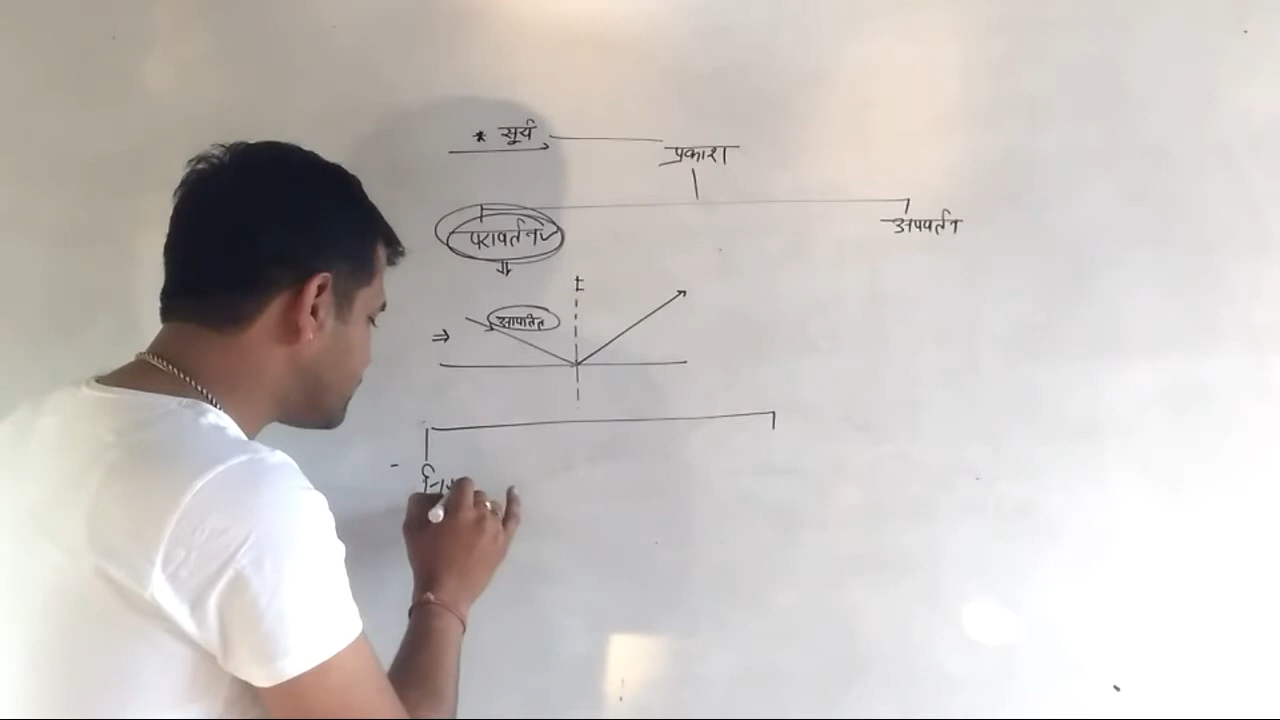 * सूर्य
प्रकाश
परावर्तन
अपवर्तन
आपतित